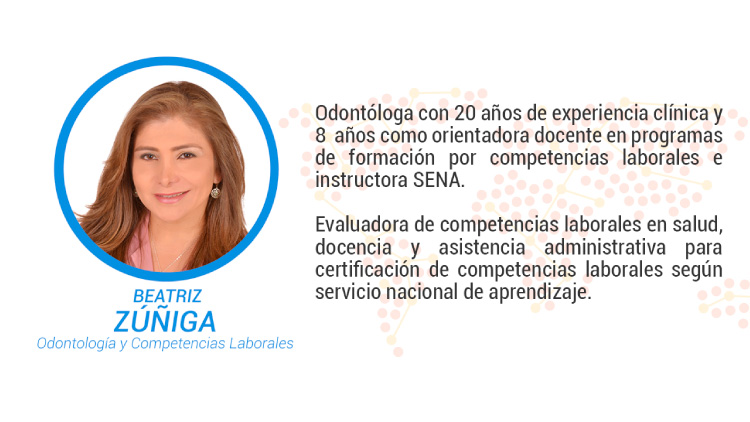 BEATRIZ
ZÚÑIGA
Odontología y Competencias Laborales
Odontóloga con 20 años de experiencia clínica y
8 años como orientadora docente en programas
de formación por competencias laborales e
instructora SENA.
Evaluadora de competencias laborales en salud,
docencia y asistencia administrativa para
certificación de competencias laborales según
servicio nacional de aprendizaje.